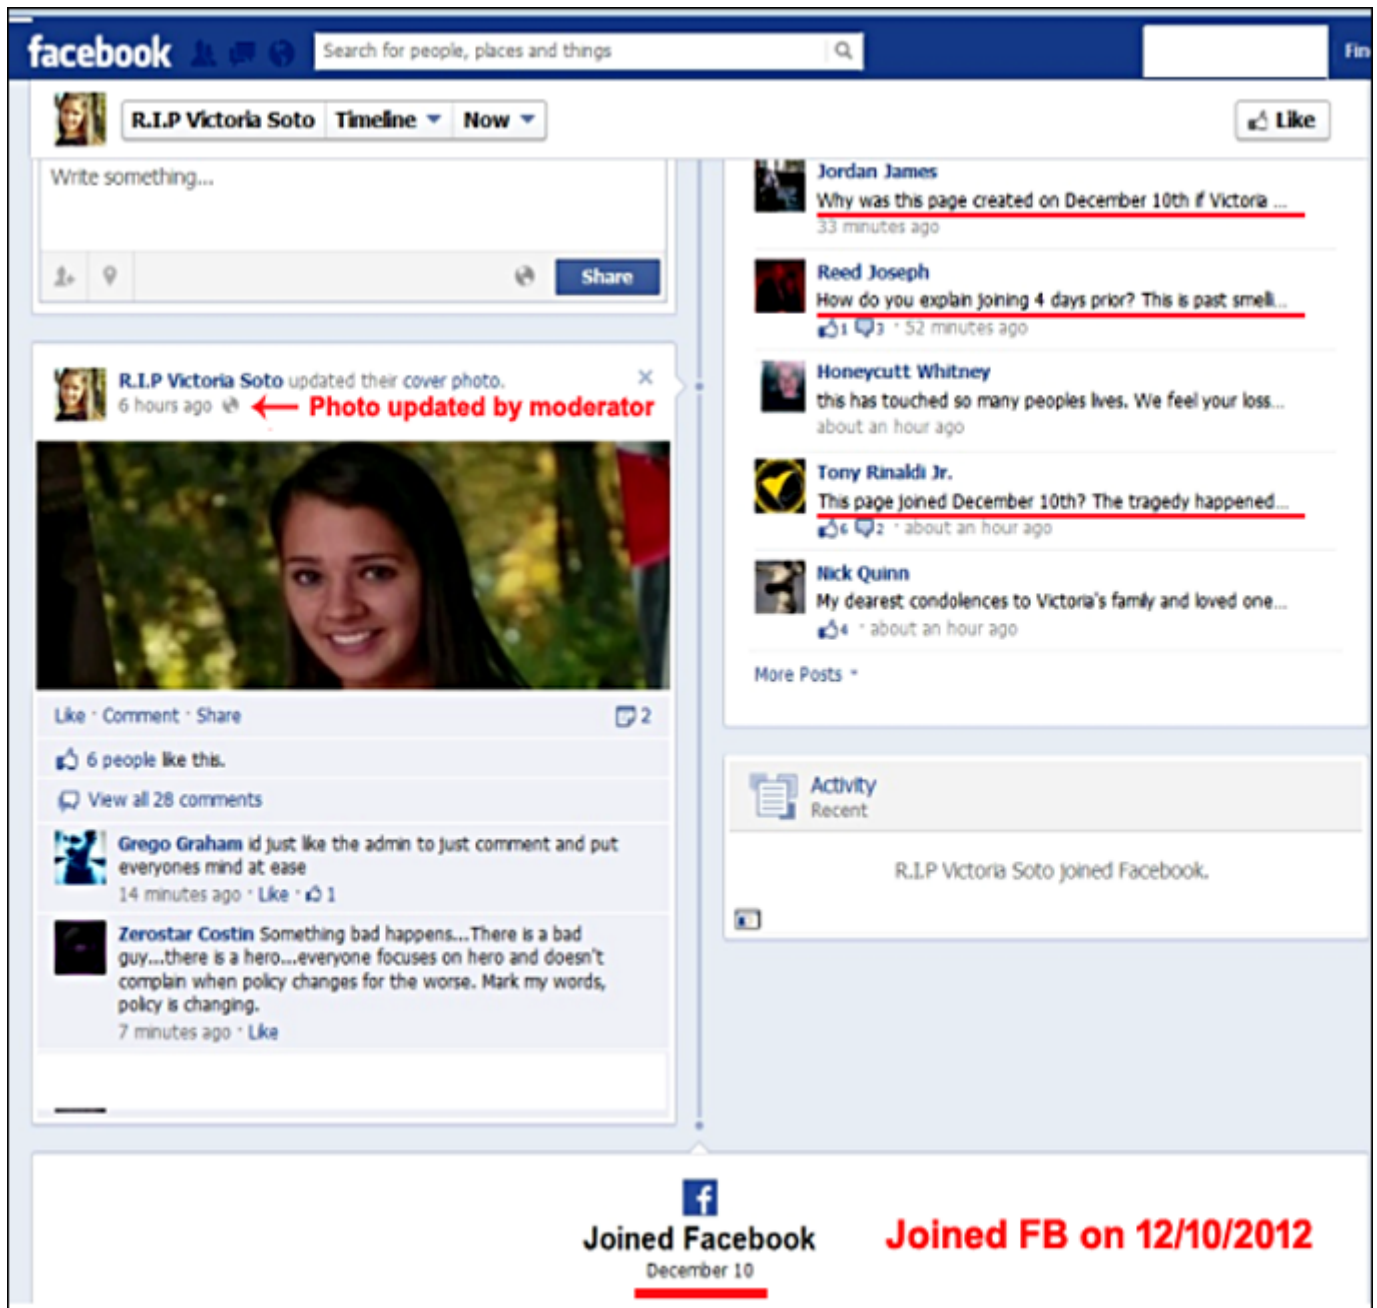 facebook
Search for people, places and things
Fin
R.I.P Victoria Soto
Timeline
Now
Like
Write something...
Share
R.I.P Victoria Soto updated their cover photo.
6 hours ago
Photo updated by moderator
Like · Comment · Share
2
6 people like this.
View all 28 comments
Grego Graham id just like the admin to just comment and put
everyones mind at ease
14 minutes ago · Like · 1
Zerostar Costin Something bad happens...There is a bad
guy...there is a hero...everyone focuses on hero and doesn't
complain when policy changes for the worse. Mark my words,
policy is changing.
7 minutes ago · Like
Jordan James
Why was this page created on December 10th if Victoria ...
33 minutes ago
Reed Joseph
How do you explain joining 4 days prior? This is past smelli...
1 3 · 52 minutes ago
Honeycutt Whitney
this has touched so many peoples lives. We feel your loss...
about an hour ago
Tony Rinaldi Jr.
This page joined December 10th? The tragedy happened...
6 2 · about an hour ago
Nick Quinn
My dearest condolences to Victoria's family and loved one...
4 · about an hour ago
More Posts
Activity
Recent
R.I.P Victoria Soto joined Facebook.
f
Joined Facebook
December 10
Joined FB on 12/10/2012